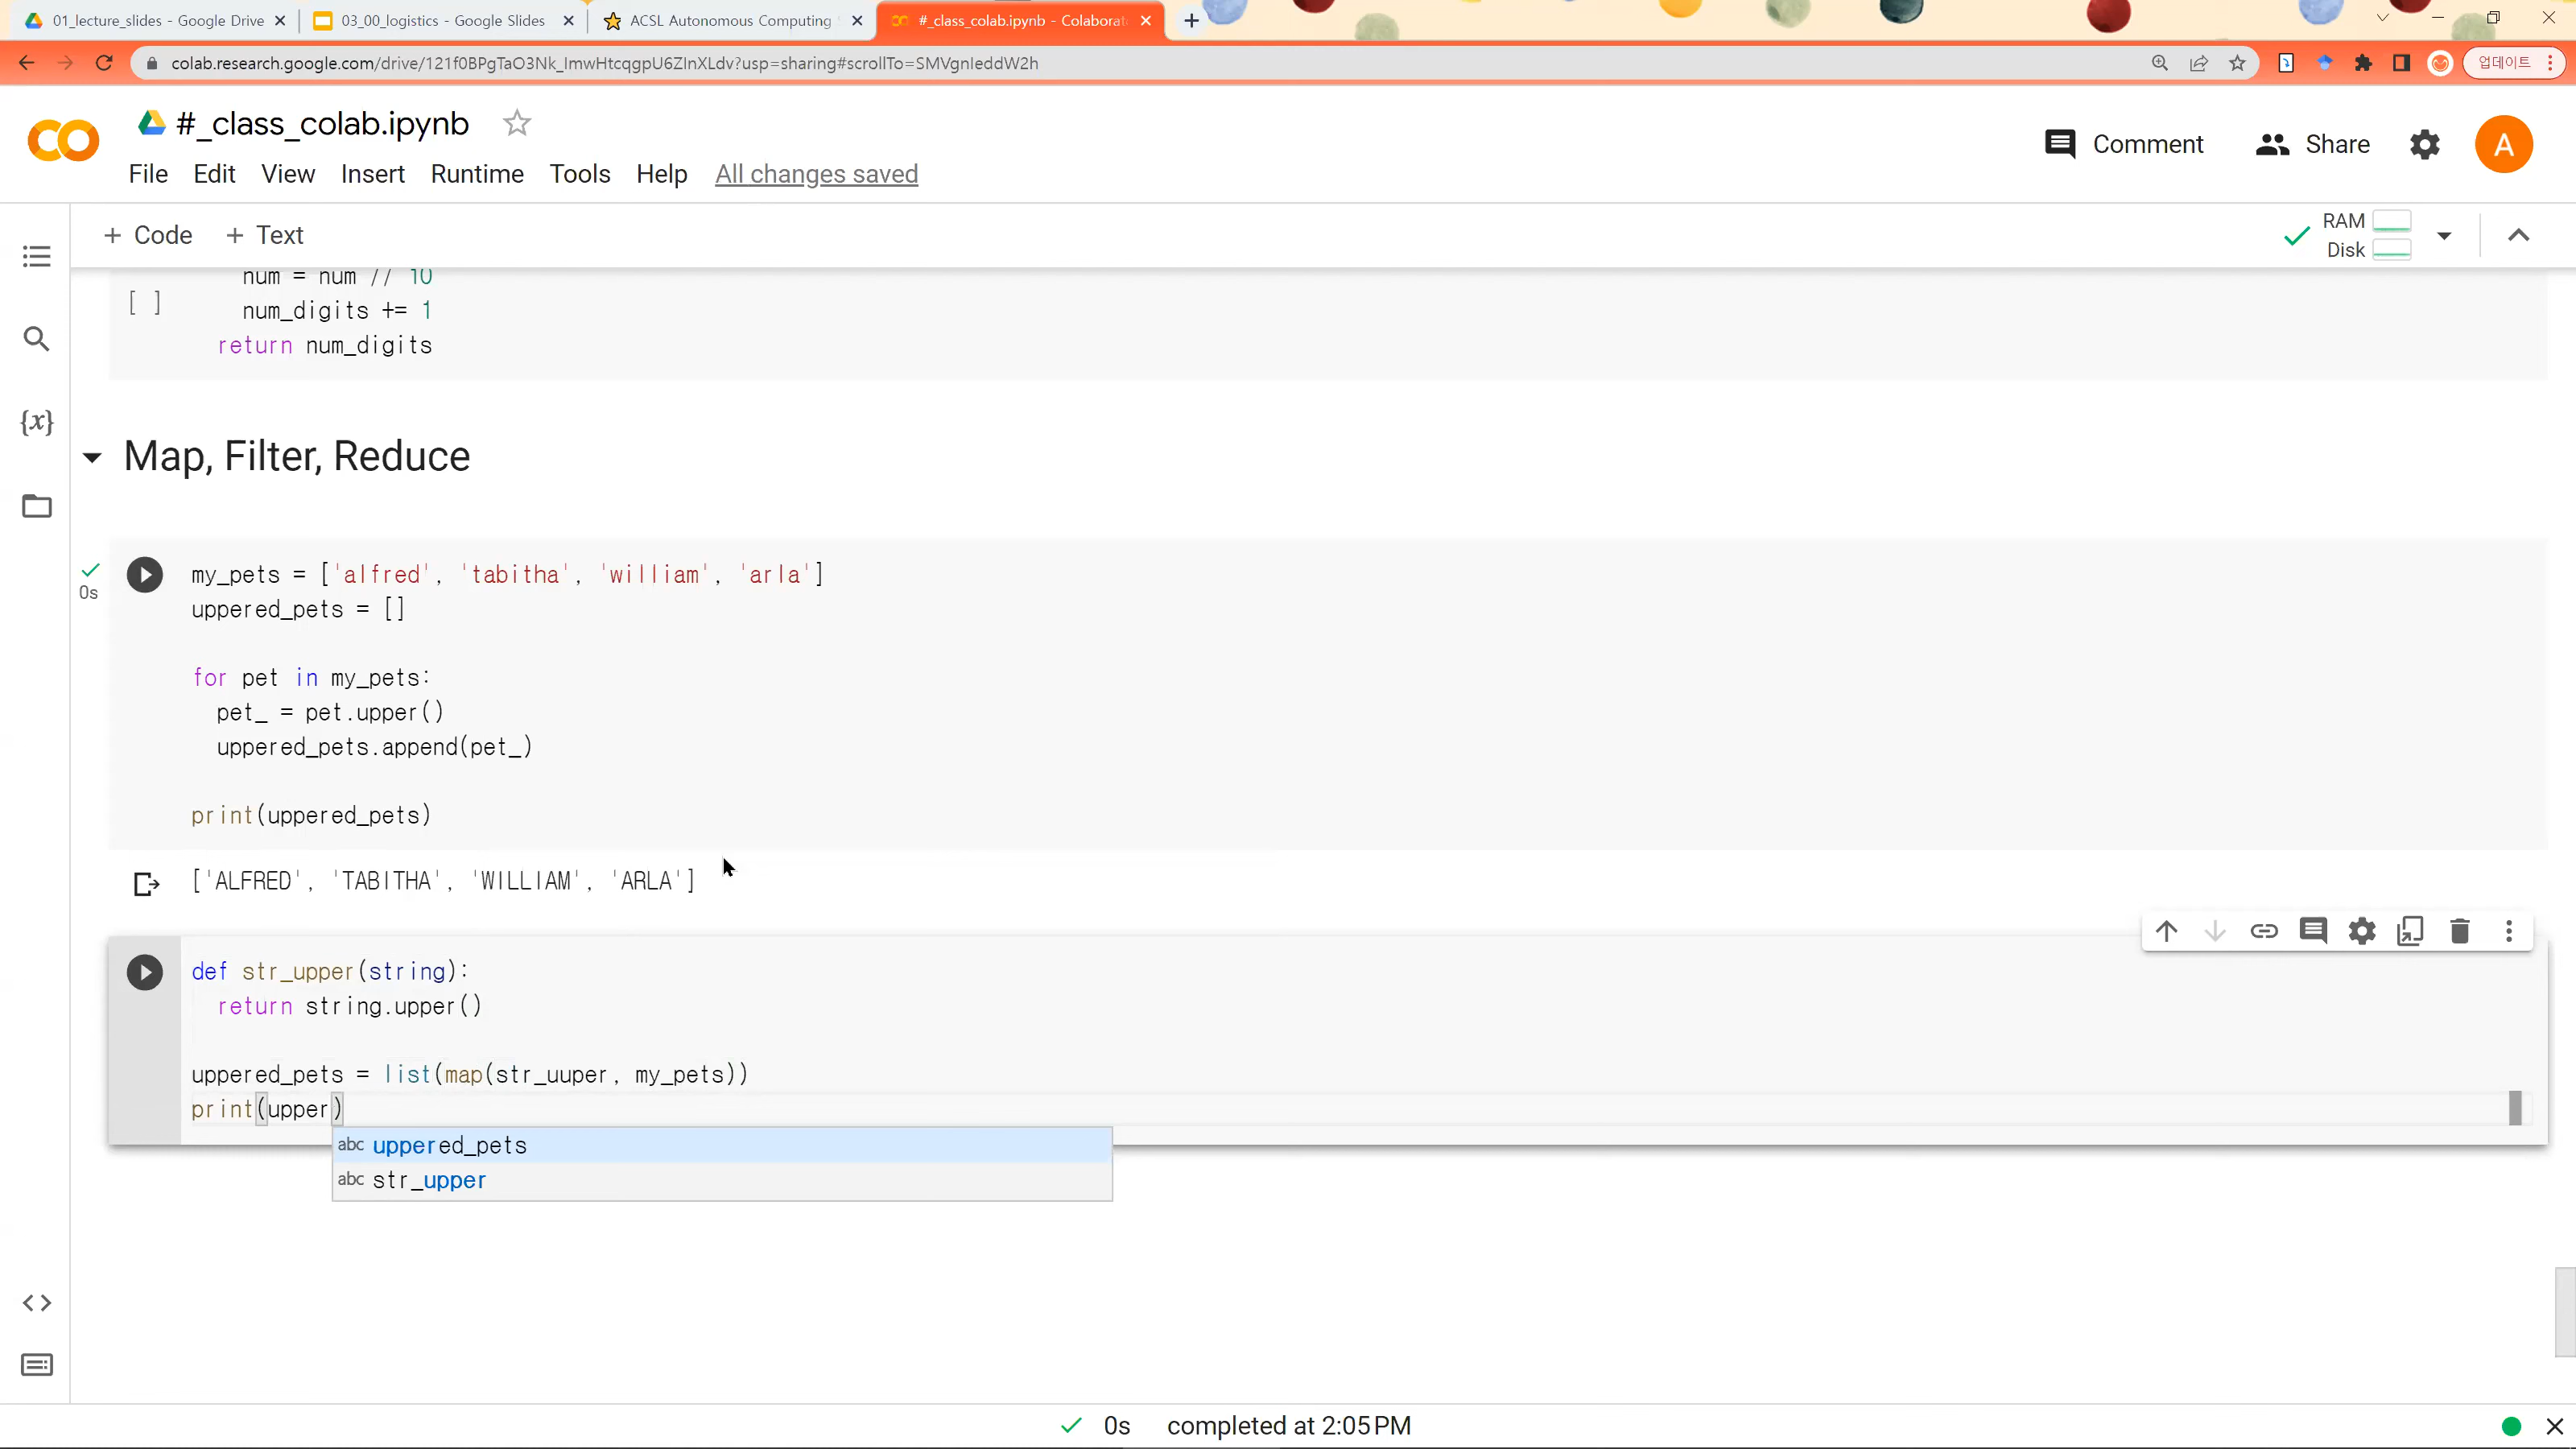 01_lecture_slides - Google Drive
03_00_logistics - Google Slides
ACSL Autonomous Computing
#_class_colab.ipynb - Colaborat
colab.research.google.com/drive/121f0BPgTaO3Nk_ImwHtcqgpU6ZlnXLdv?usp=sharing#scrollTo=SMVgnIeddW2h
업데이트
#_class_colab.ipynb
Comment
Share
A
File Edit View Insert Runtime Tools Help All changes saved
+ Code + Text
RAM
Disk
{x}
num = num // 10
[ ]
num_digits += 1
return num_digits
Map, Filter, Reduce
0s
my_pets = ['alfred', 'tabitha', 'william', 'arla']
uppered_pets = []
for pet in my_pets:
pet_ = pet.upper()
uppered_pets.append(pet_)
print(uppered_pets)
['ALFRED', 'TABITHA', 'WILLIAM', 'ARLA']
def str_upper(string):
return string.upper()
uppered_pets = list(map(str_uuper, my_pets))
print(upper)
abc uppered_pets
abc str_upper
0s completed at 2:05 PM